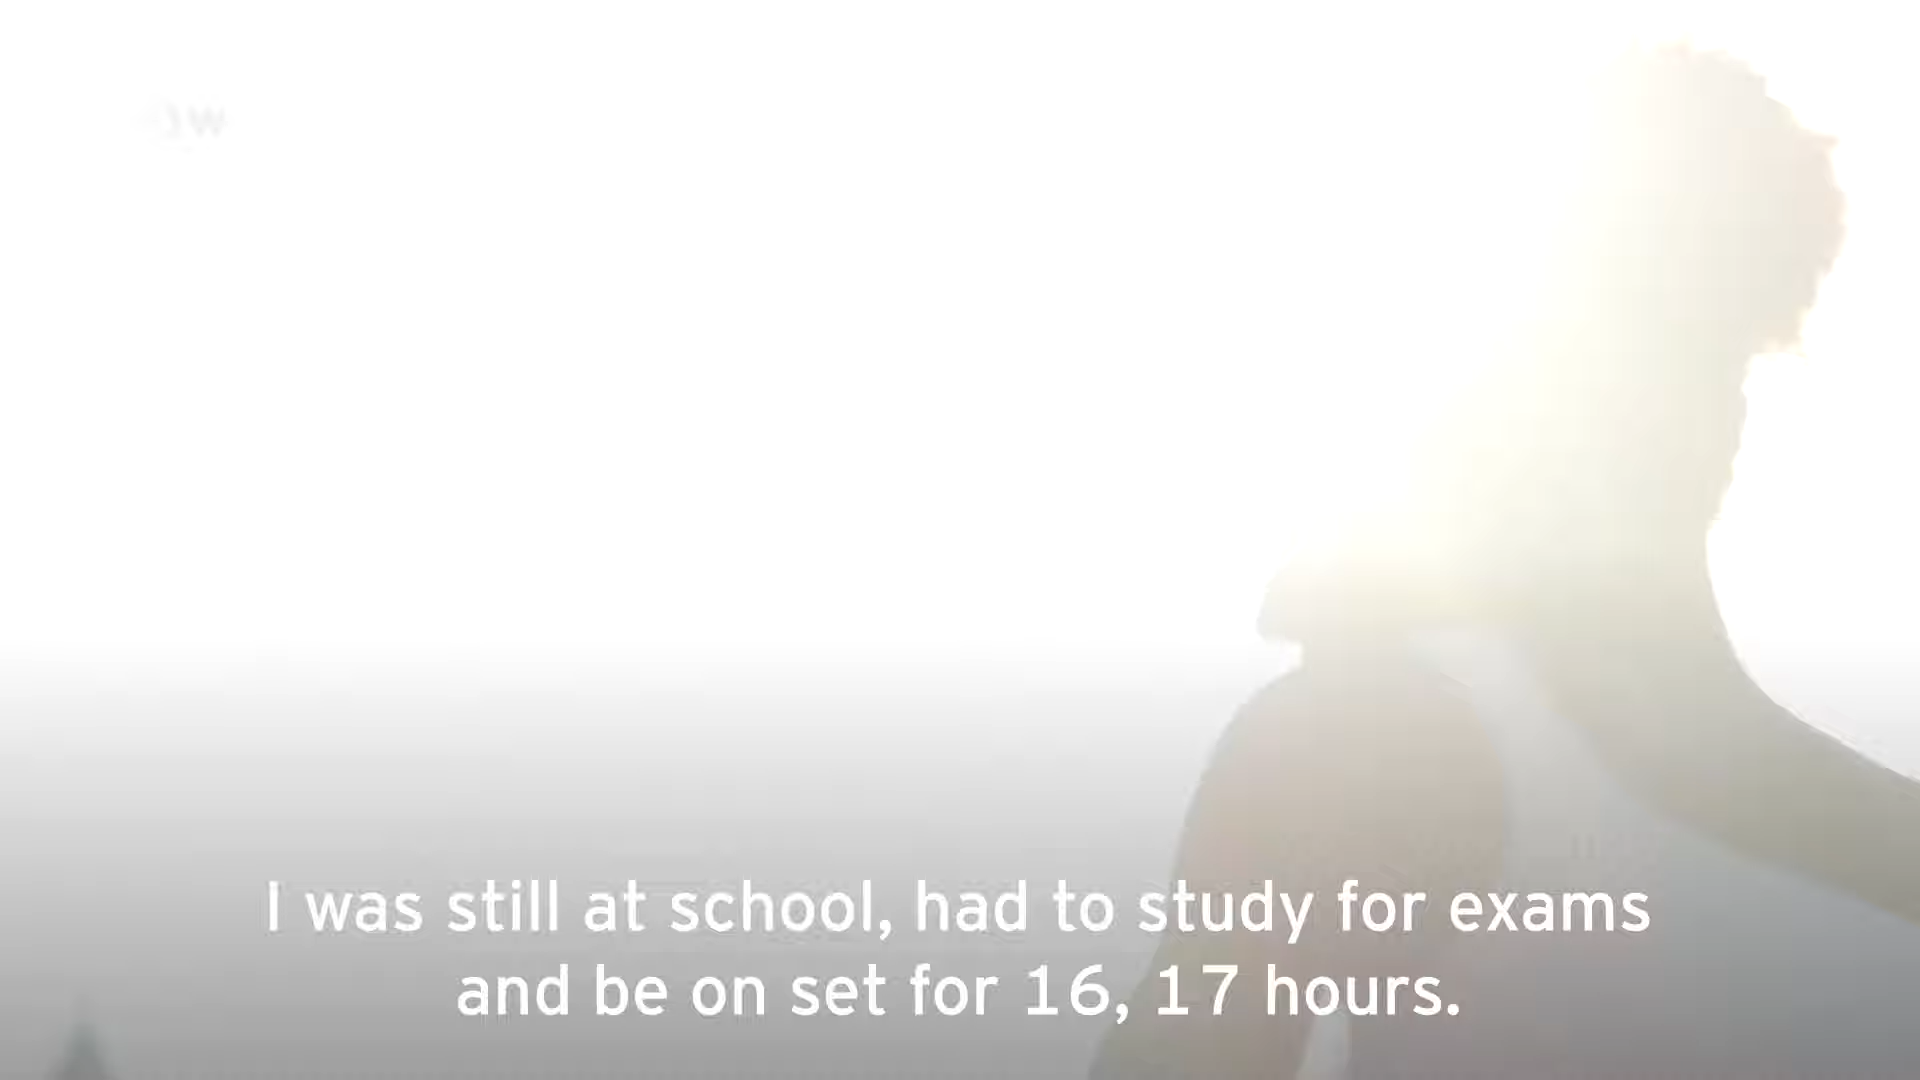 I was still at school, had to study for exams
and be on set for 16, 17 hours.